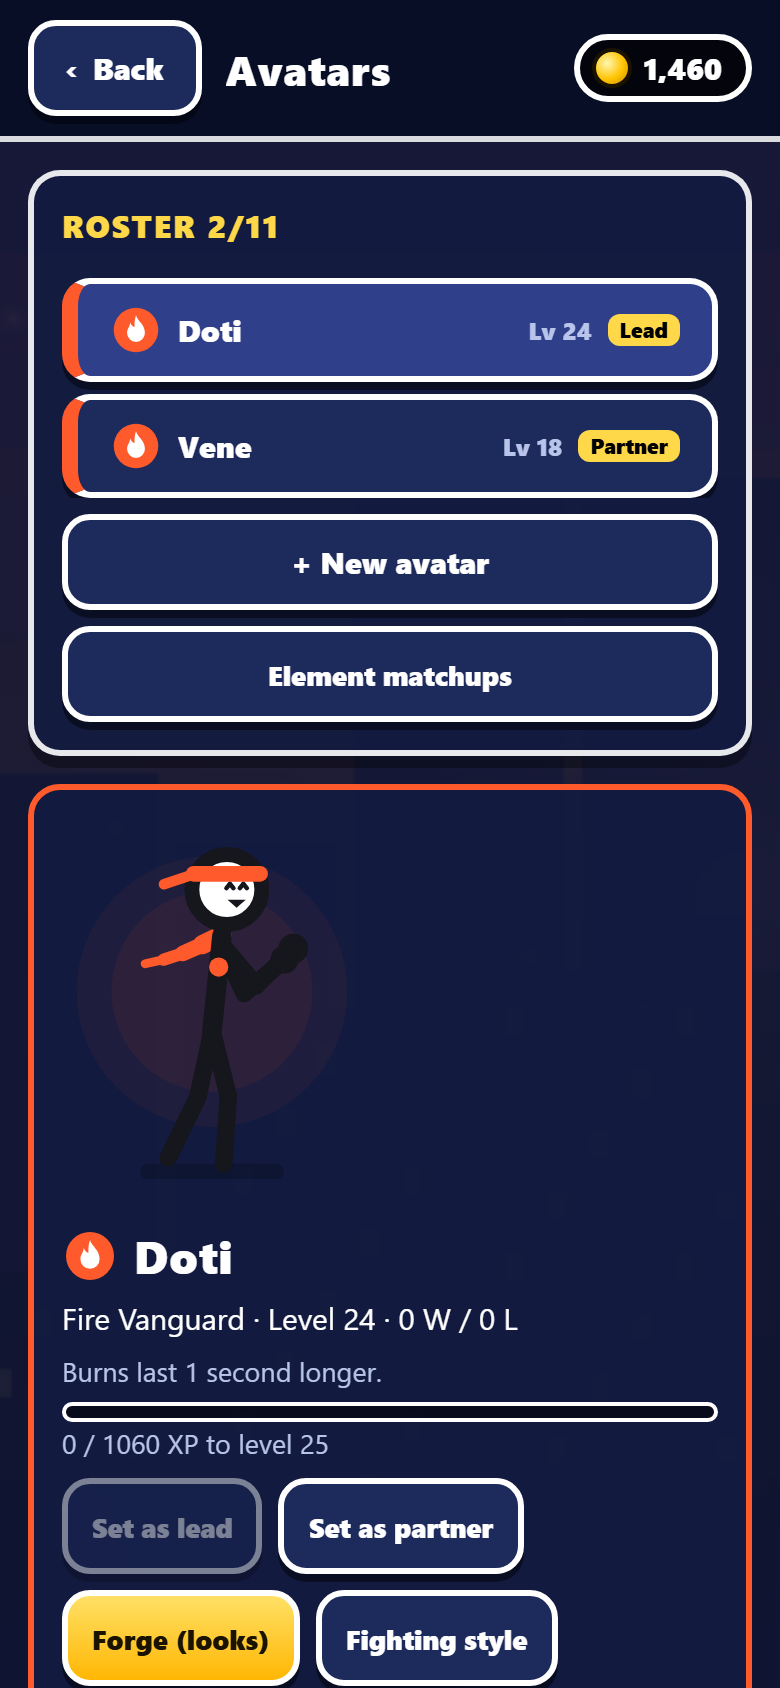 ‹ Back
Avatars
1,460
ROSTER 2/11
Doti
Lv 24
Lead
Vene
Lv 18
Partner
+ New avatar
Element matchups
Doti
Fire Vanguard · Level 24 · 0 W / 0 L
Burns last 1 second longer.
0 / 1060 XP to level 25
Set as lead
Set as partner
Forge (looks)
Fighting style